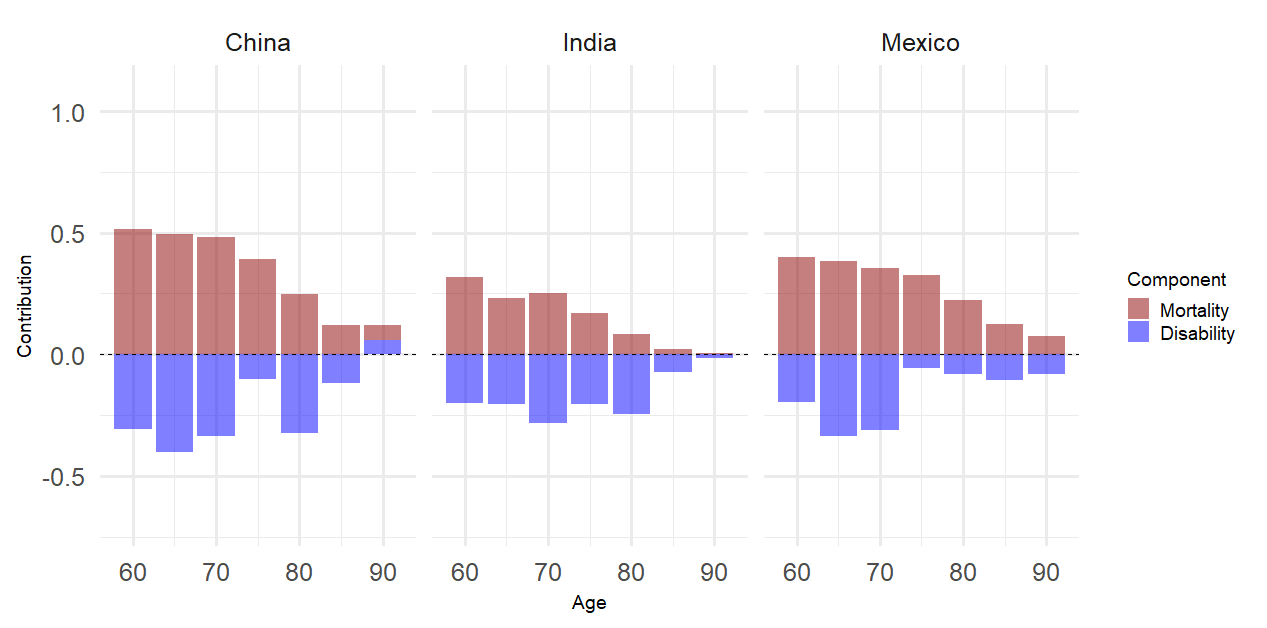 China India Mexico
1.0
0.5
0.0
-0.5
Contribution
60 70 80 90 60 70 80 90 60 70 80 90
Age
Component
Mortality
Disability